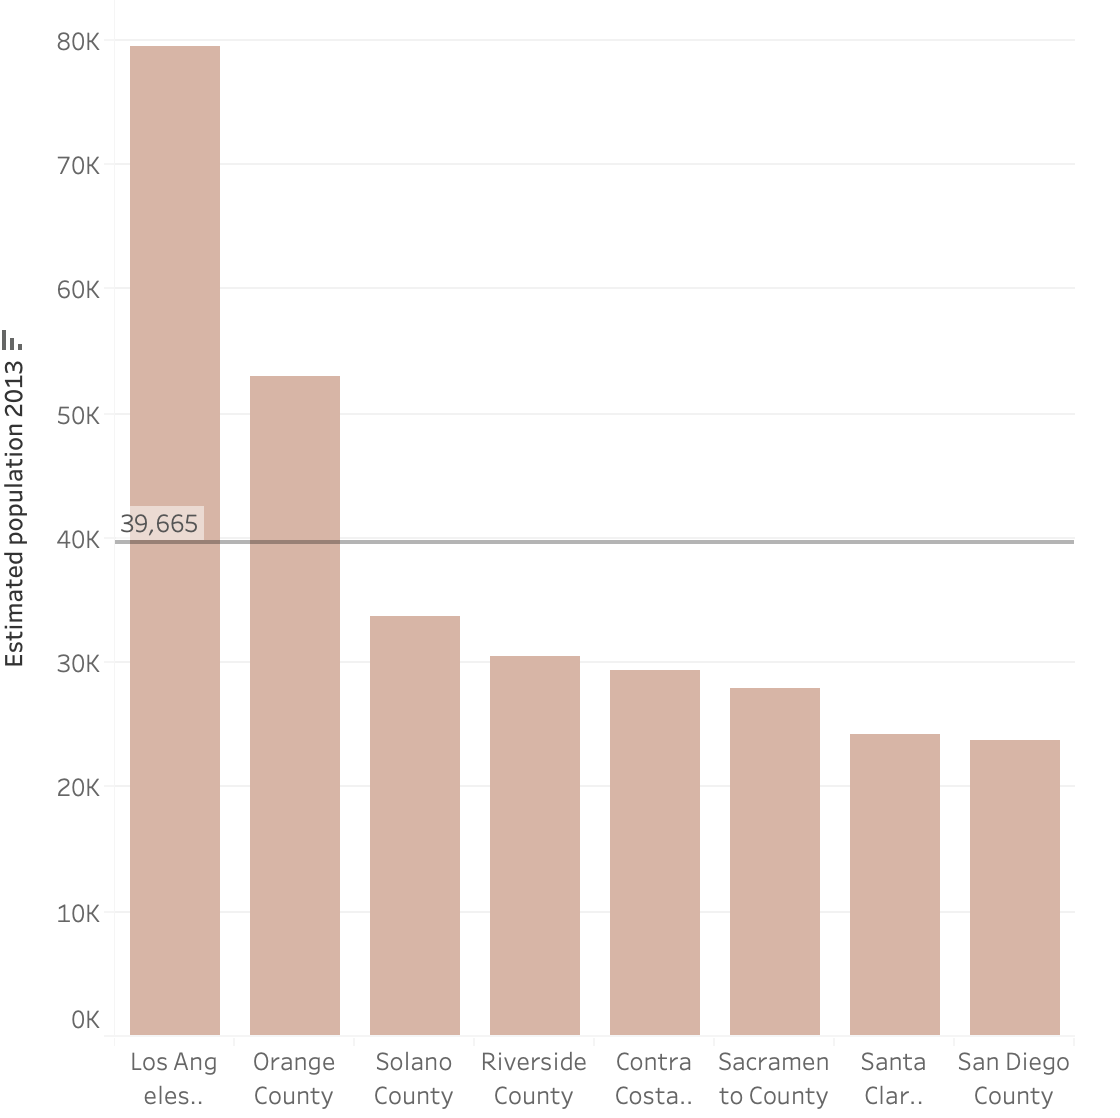 80K
70K
60K
50K
40K
30K
20K
10K
0K
Estimated population 2013
39,665
Los Ang
eles..
Orange
County
Solano
County
Riverside
County
Contra
Costa..
Sacramen
to County
Santa
Clar..
San Diego
County